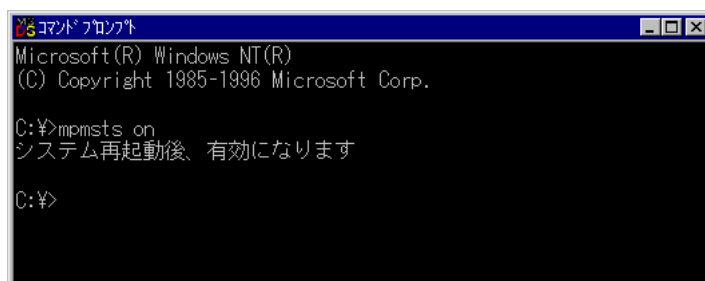 コマンド プロンプト
Microsoft(R) Windows NT(R)
(C) Copyright 1985-1996 Microsoft Corp.
C:¥>mpmsts on
システム再起動後、有効になります
C:¥>